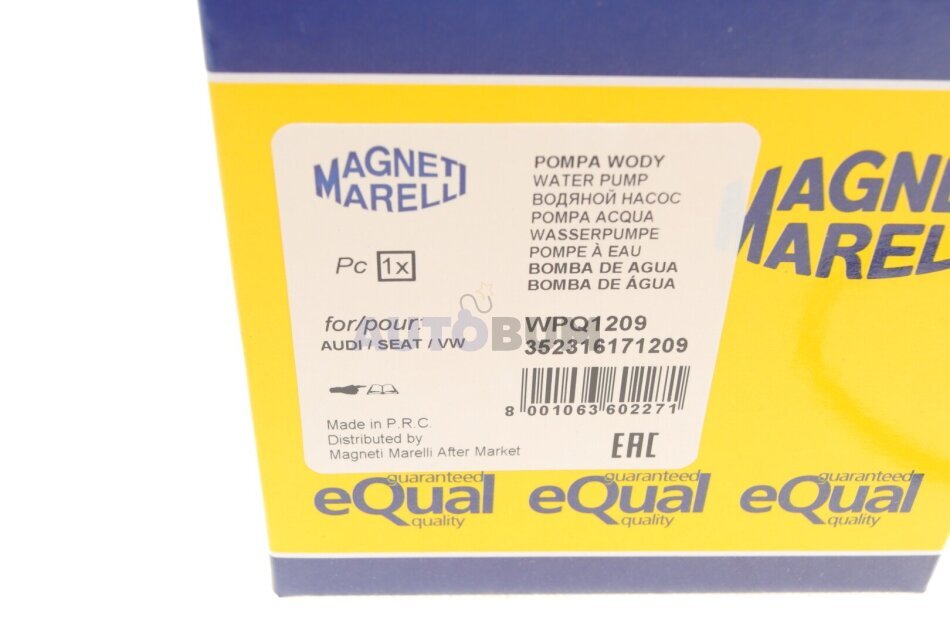 MAGNETI
MARELLI
POMPA WODY
WATER PUMP
ВОДЯНОЙ НАСОС
POMPA ACQUA
WASSERPUMPE
POMPE À EAU
BOMBA DE AGUA
BOMBA DE ÁGUA
Pc 1x
for/pour:
AUDI / SEAT / VW
WPQ1209
352316171209
AUTOBUM
8 001063 602271
Made in P.R.C.
Distributed by
Magneti Marelli After Market
EAC
MAGNE
MAREL
guaranteed
eQual
quality
guaranteed
eQual
quality
guaranteed
eQual
quality